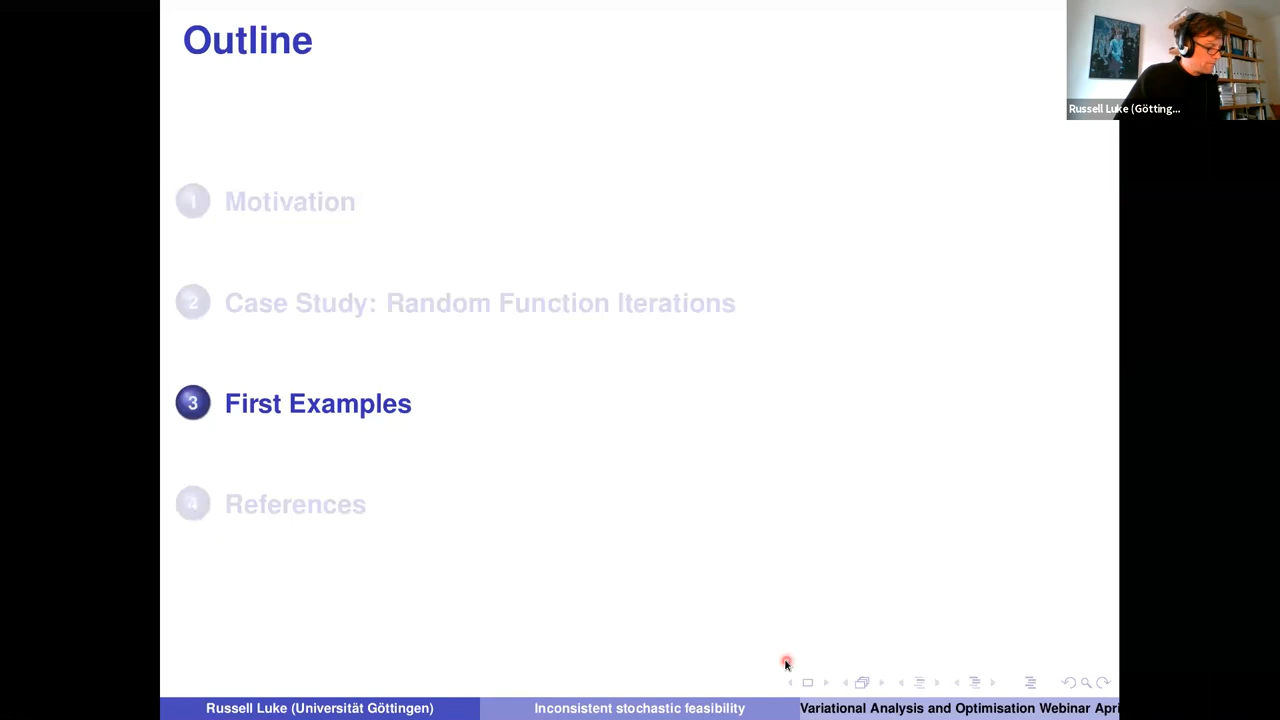 Outline
Russell Luke (Götting...
1 Motivation
2 Case Study: Random Function Iterations
3 First Examples
4 References
Russell Luke (Universität Göttingen)
Inconsistent stochastic feasibility
Variational Analysis and Optimisation Webinar Apri